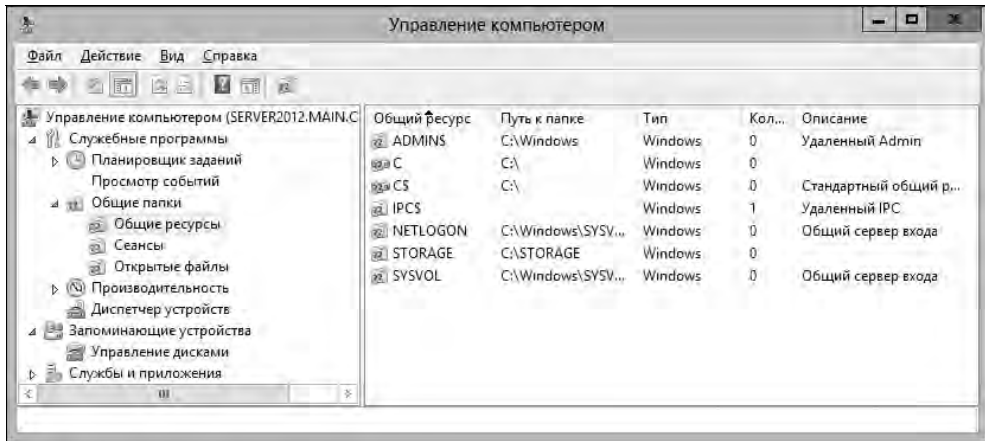 Управление компьютером
Файл Действие Вид Справка
Управление компьютером (SERVER2012.MAIN.C
Служебные программы
Планировщик заданий
Просмотр событий
Общие папки
Общие ресурсы
Сеансы
Открытые файлы
Производительность
Диспетчер устройств
Запоминающие устройства
Управление дисками
Службы и приложения
Общий ресурс Путь к папке Тип Кол... Описание
ADMIN$ C:\Windows Windows 0 Удаленный Admin
C C:\ Windows 0
C$ C:\ Windows 0 Стандартный общий р...
IPC$ Windows 1 Удаленный IPC
NETLOGON C:\Windows\SYSV... Windows 0 Общий сервер входа
STORAGE C:\STORAGE Windows 0
SYSVOL C:\Windows\SYSV... Windows 0 Общий сервер входа